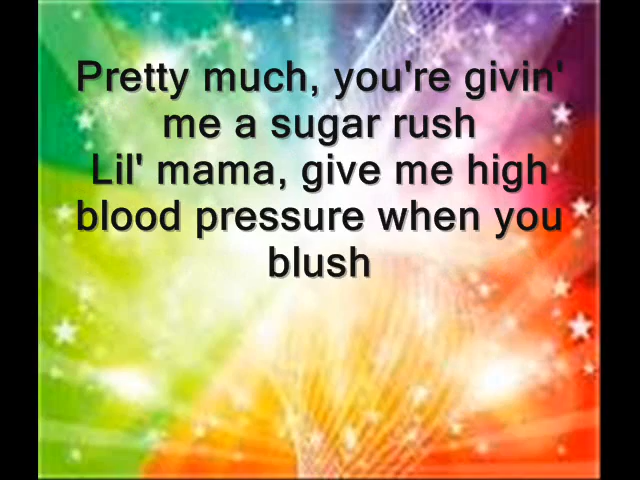 Pretty much, you're givin'
me a sugar rush
Lil' mama, give me high
blood pressure when you
blush